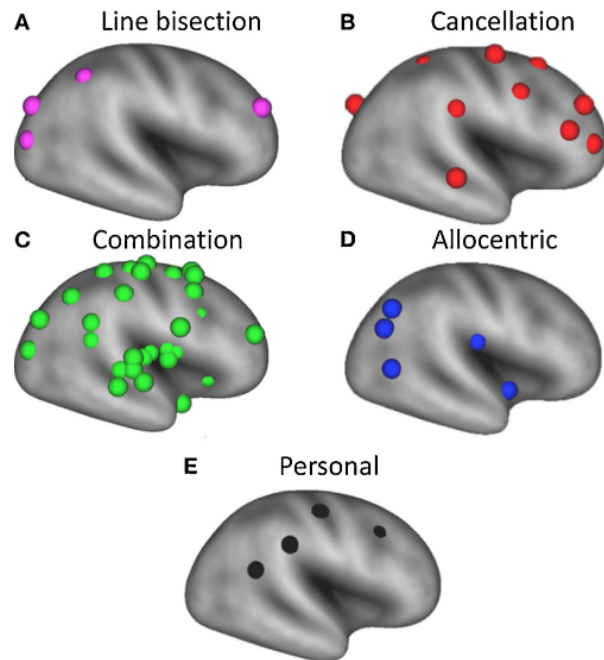 A Line bisection
B Cancellation
C Combination
D Allocentric
E Personal